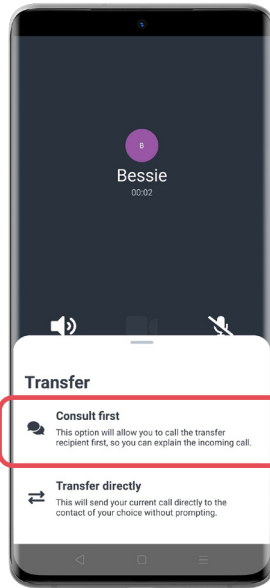 B
Bessie
00:02
Transfer
Consult first
This option will allow you to call the transfer
recipient first, so you can explain the incoming call.
Transfer directly
This will send your current call directly to the
contact of your choice without prompting.